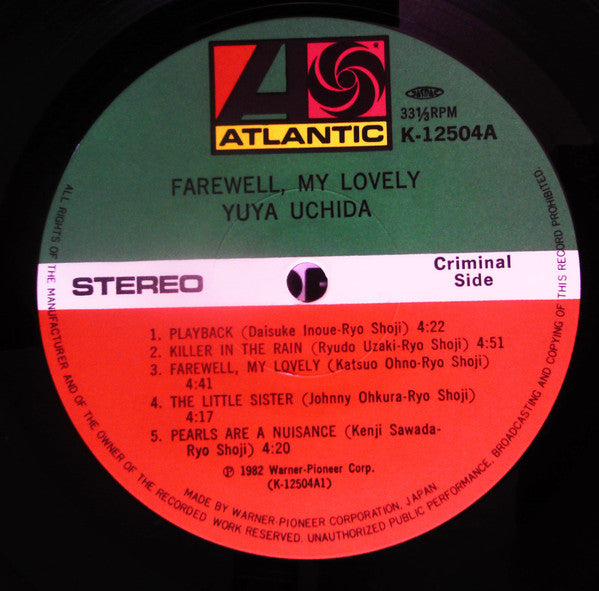 ATLANTIC
JASRAC
33⅓RPM
K-12504A
FAREWELL, MY LOVELY
YUYA UCHIDA
STEREO
Criminal
Side
1. PLAYBACK (Daisuke Inoue-Ryo Shoji) 4:22
2. KILLER IN THE RAIN (Ryudo Uzaki-Ryo Shoji) 4:51
3. FAREWELL, MY LOVELY (Katsuo Ohno-Ryo Shoji)
4:41
4. THE LITTLE SISTER (Johnny Ohkura-Ryo Shoji)
4:17
5. PEARLS ARE A NUISANCE (Kenji Sawada-
Ryo Shoji) 4:20
℗ 1982 Warner-Pioneer Corp.
(K-12504A1)
MADE BY WARNER-PIONEER CORPORATION, JAPAN
ALL RIGHTS OF THE MANUFACTURER AND OF THE OWNER OF THE RECORDED WORK RESERVED. UNAUTHORIZED PUBLIC PERFORMANCE, BROADCASTING AND COPYING OF THIS RECORD PROHIBITED.